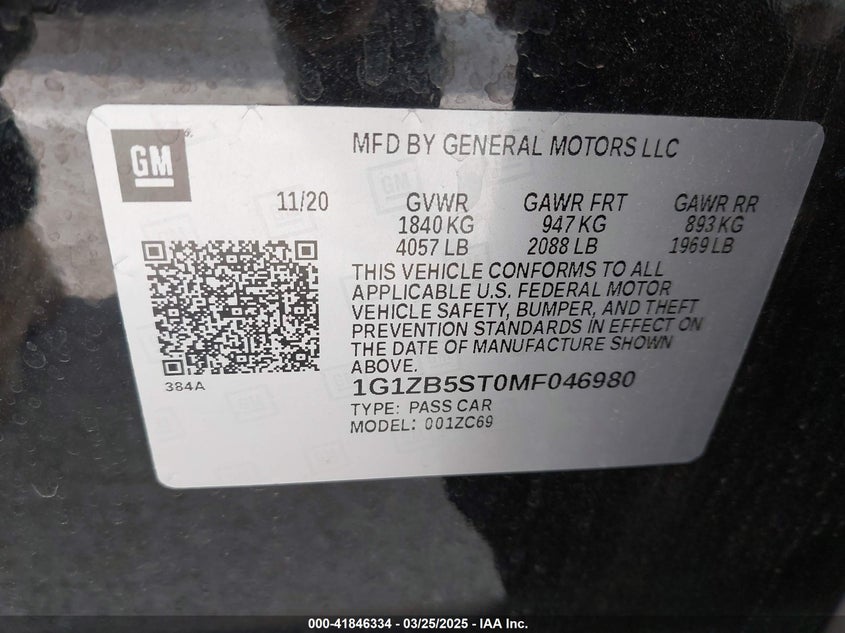 GM
MFD BY GENERAL MOTORS LLC
11/20 GVWR GAWR FRT GAWR RR
1840 KG 947 KG 893 KG
4057 LB 2088 LB 1969 LB
THIS VEHICLE CONFORMS TO ALL
APPLICABLE U.S. FEDERAL MOTOR
VEHICLE SAFETY, BUMPER, AND THEFT
PREVENTION STANDARDS IN EFFECT ON
THE DATE OF MANUFACTURE SHOWN
ABOVE.
384A
1G1ZB5ST0MF046980
TYPE: PASS CAR
MODEL: 001ZC69
000-41846334 - 03/25/2025 - IAA Inc.